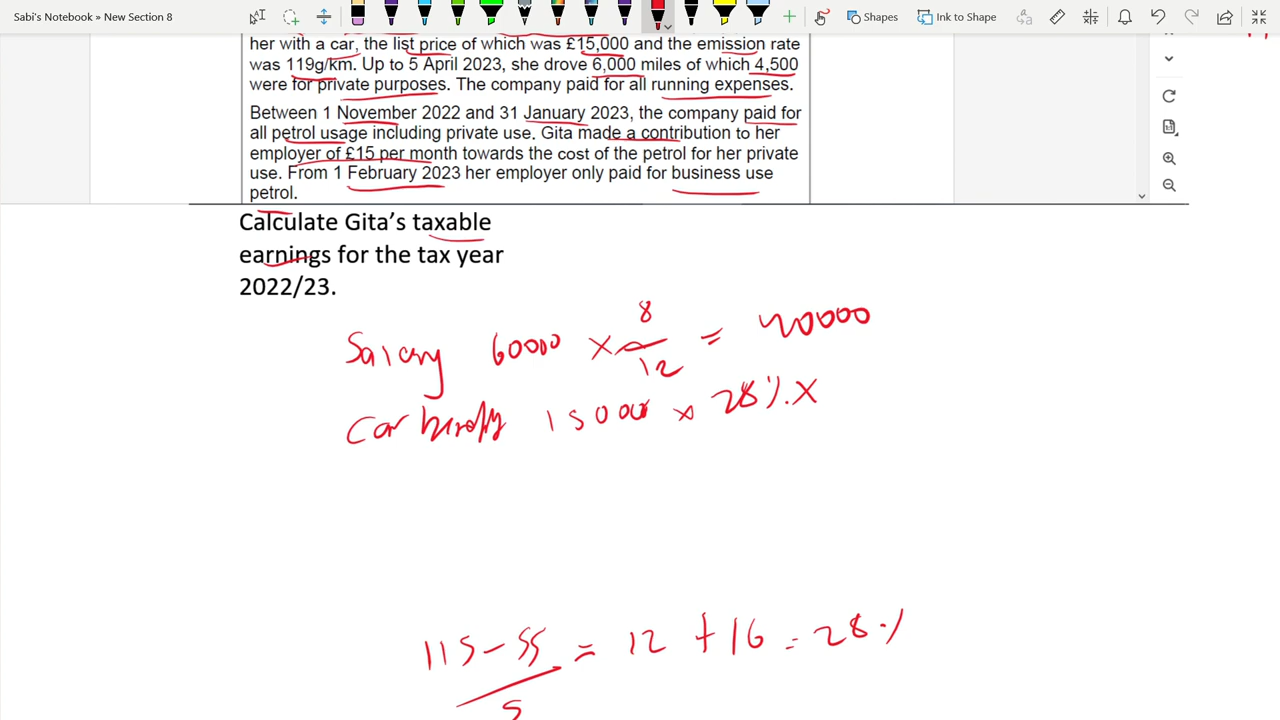 Sabi's Notebook » New Section 8
Shapes
Ink to Shape
her with a car, the list price of which was £15,000 and the emission rate
was 119g/km. Up to 5 April 2023, she drove 6,000 miles of which 4,500
were for private purposes. The company paid for all running expenses.
Between 1 November 2022 and 31 January 2023, the company paid for
all petrol usage including private use. Gita made a contribution to her
employer of £15 per month towards the cost of the petrol for her private
use. From 1 February 2023 her employer only paid for business use
petrol.
Calculate Gita's taxable
earnings for the tax year
2022/23.
Salary 60000 × 8/12 = 40000
Car 15000 × 28% ×
115-55/5 = 12 + 16 = 28%